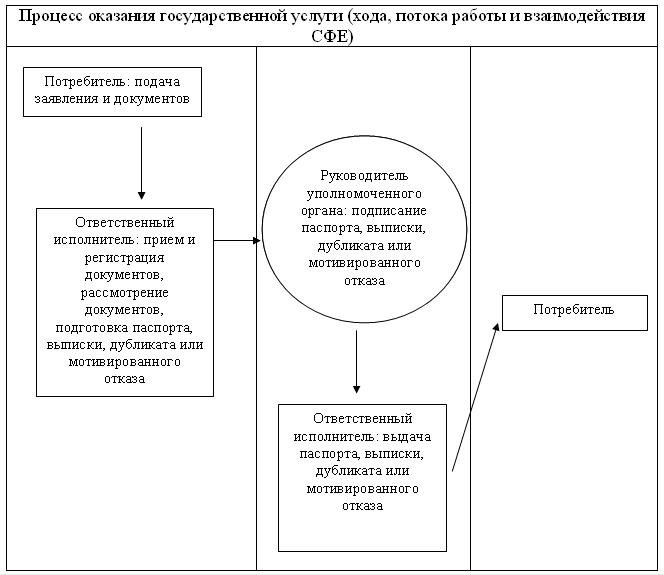 Процесс оказания государственной услуги (хода, потока работы и взаимодействия
СФЕ)
Потребитель: подача
заявления и документов
Ответственный
исполнитель: прием и
регистрация
документов,
рассмотрение
документов,
подготовка паспорта,
выписки, дубликата или
мотивированного
отказа
Руководитель
уполномоченного
органа: подписание
паспорта, выписки,
дубликата или
мотивированного
отказа
Ответственный
исполнитель: выдача
паспорта, выписки,
дубликата или
мотивированного
отказа
Потребитель